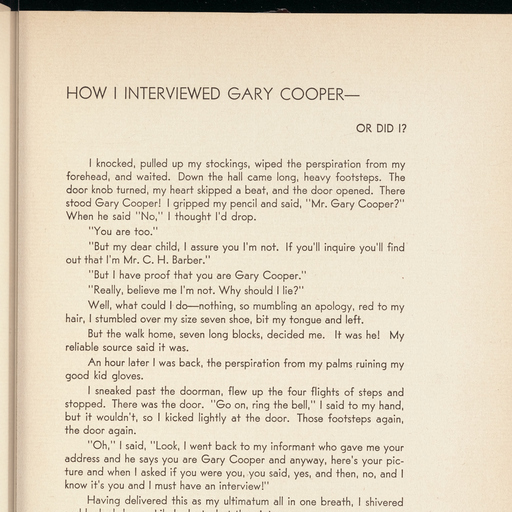 HOW I INTERVIEWED GARY COOPER—
OR DID I?
I knocked, pulled up my stockings, wiped the perspiration from my
forehead, and waited. Down the hall came long, heavy footsteps. The
door knob turned, my heart skipped a beat, and the door opened. There
stood Gary Cooper! I gripped my pencil and said, "Mr. Gary Cooper?"
When he said "No," I thought I'd drop.
"You are too."
"But my dear child, I assure you I'm not. If you'll inquire you'll find
out that I'm Mr. C. H. Barber."
"But I have proof that you are Gary Cooper."
"Really, believe me I'm not. Why should I lie?"
Well, what could I do—nothing, so mumbling an apology, red to my
hair, I stumbled over my size seven shoe, bit my tongue and left.
But the walk home, seven long blocks, decided me. It was he! My
reliable source said it was.
An hour later I was back, the perspiration from my palms ruining my
good kid gloves.
I sneaked past the doorman, flew up the four flights of steps and
stopped. There was the door. "Go on, ring the bell," I said to my hand,
but it wouldn't, so I kicked lightly at the door. Those footsteps again,
the door again.
"Oh," I said, "Look, I went back to my informant who gave me your
address and he says you are Gary Cooper and anyway, here's your pic-
ture and when I asked if you were you, you said, yes, and then, no, and I
know it's you and I must have an interview!"
Having delivered this as my ultimatum all in one breath, I shivered